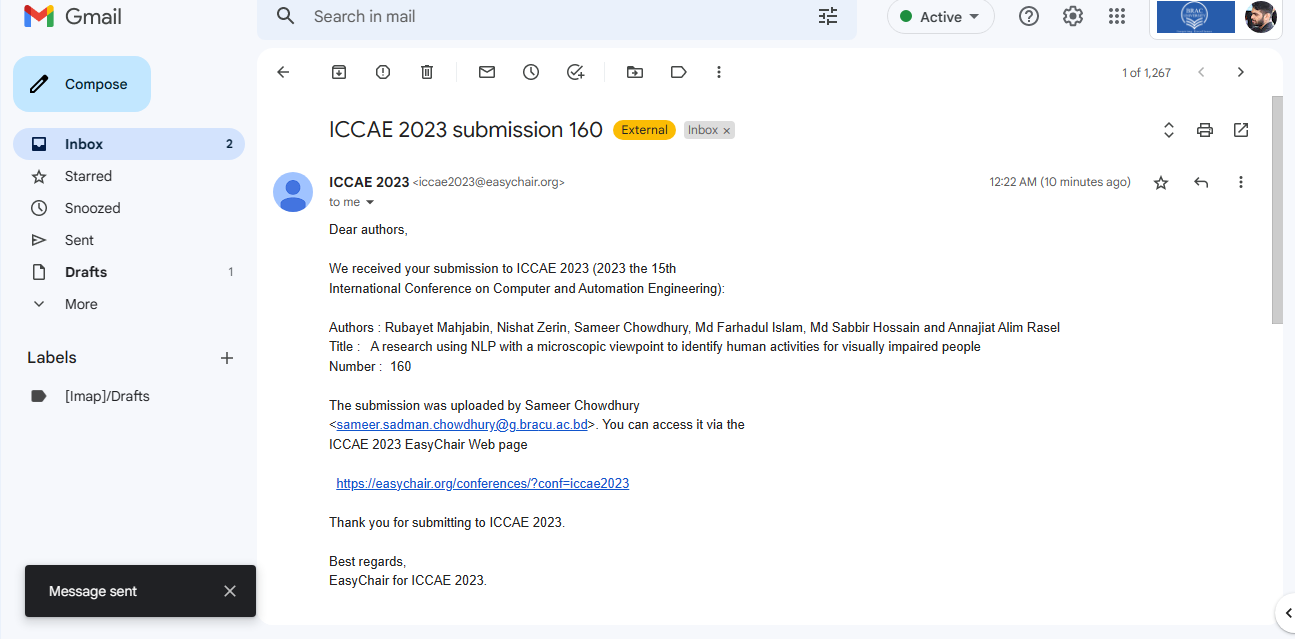 Gmail
Search in mail
Active
BRAC
Compose
1 of 1,267
Inbox 2
Starred
Snoozed
Sent
Drafts 1
More
Labels
[Imap]/Drafts
ICCAE 2023 submission 160 External Inbox ×
ICCAE 2023 <iccae2023@easychair.org> 12:22 AM (10 minutes ago)
to me
Dear authors,
We received your submission to ICCAE 2023 (2023 the 15th
International Conference on Computer and Automation Engineering):
Authors : Rubayet Mahjabin, Nishat Zerin, Sameer Chowdhury, Md Farhadul Islam, Md Sabbir Hossain and Annajiat Alim Rasel
Title : A research using NLP with a microscopic viewpoint to identify human activities for visually impaired people
Number : 160
The submission was uploaded by Sameer Chowdhury
<sameer.sadman.chowdhury@g.bracu.ac.bd>. You can access it via the
ICCAE 2023 EasyChair Web page
https://easychair.org/conferences/?conf=iccae2023
Thank you for submitting to ICCAE 2023.
Best regards,
EasyChair for ICCAE 2023.
Message sent